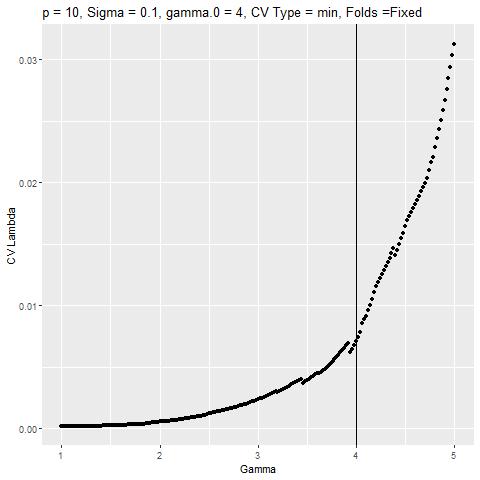 p = 10, Sigma = 0.1, gamma.0 = 4, CV Type = min, Folds =Fixed
0.03
0.02
0.01
0.00
CV Lambda
1 2 3 4 5
Gamma